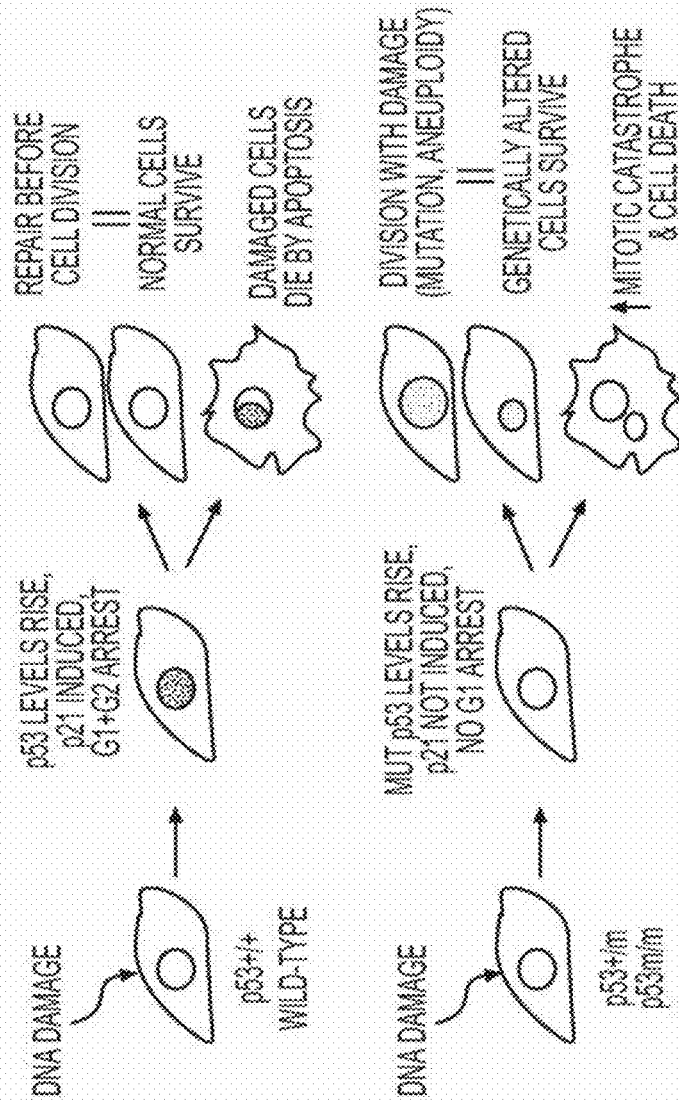 DNA DAMAGE
p53+/+
WILD-TYPE
p53 LEVELS RISE,
p21 INDUCED,
G1+G2 ARREST
REPAIR BEFORE
CELL DIVISION
NORMAL CELLS
SURVIVE
DAMAGED CELLS
DIE BY APOPTOSIS
DNA DAMAGE
p53+/m
p53m/m
MUT p53 LEVELS RISE,
p21 NOT INDUCED,
NO G1 ARREST
DIVISION WITH DAMAGE
(MUTATION, ANEUPLOIDY)
GENETICALLY ALTERED
CELLS SURVIVE
MITOTIC CATASTROPHE
& CELL DEATH